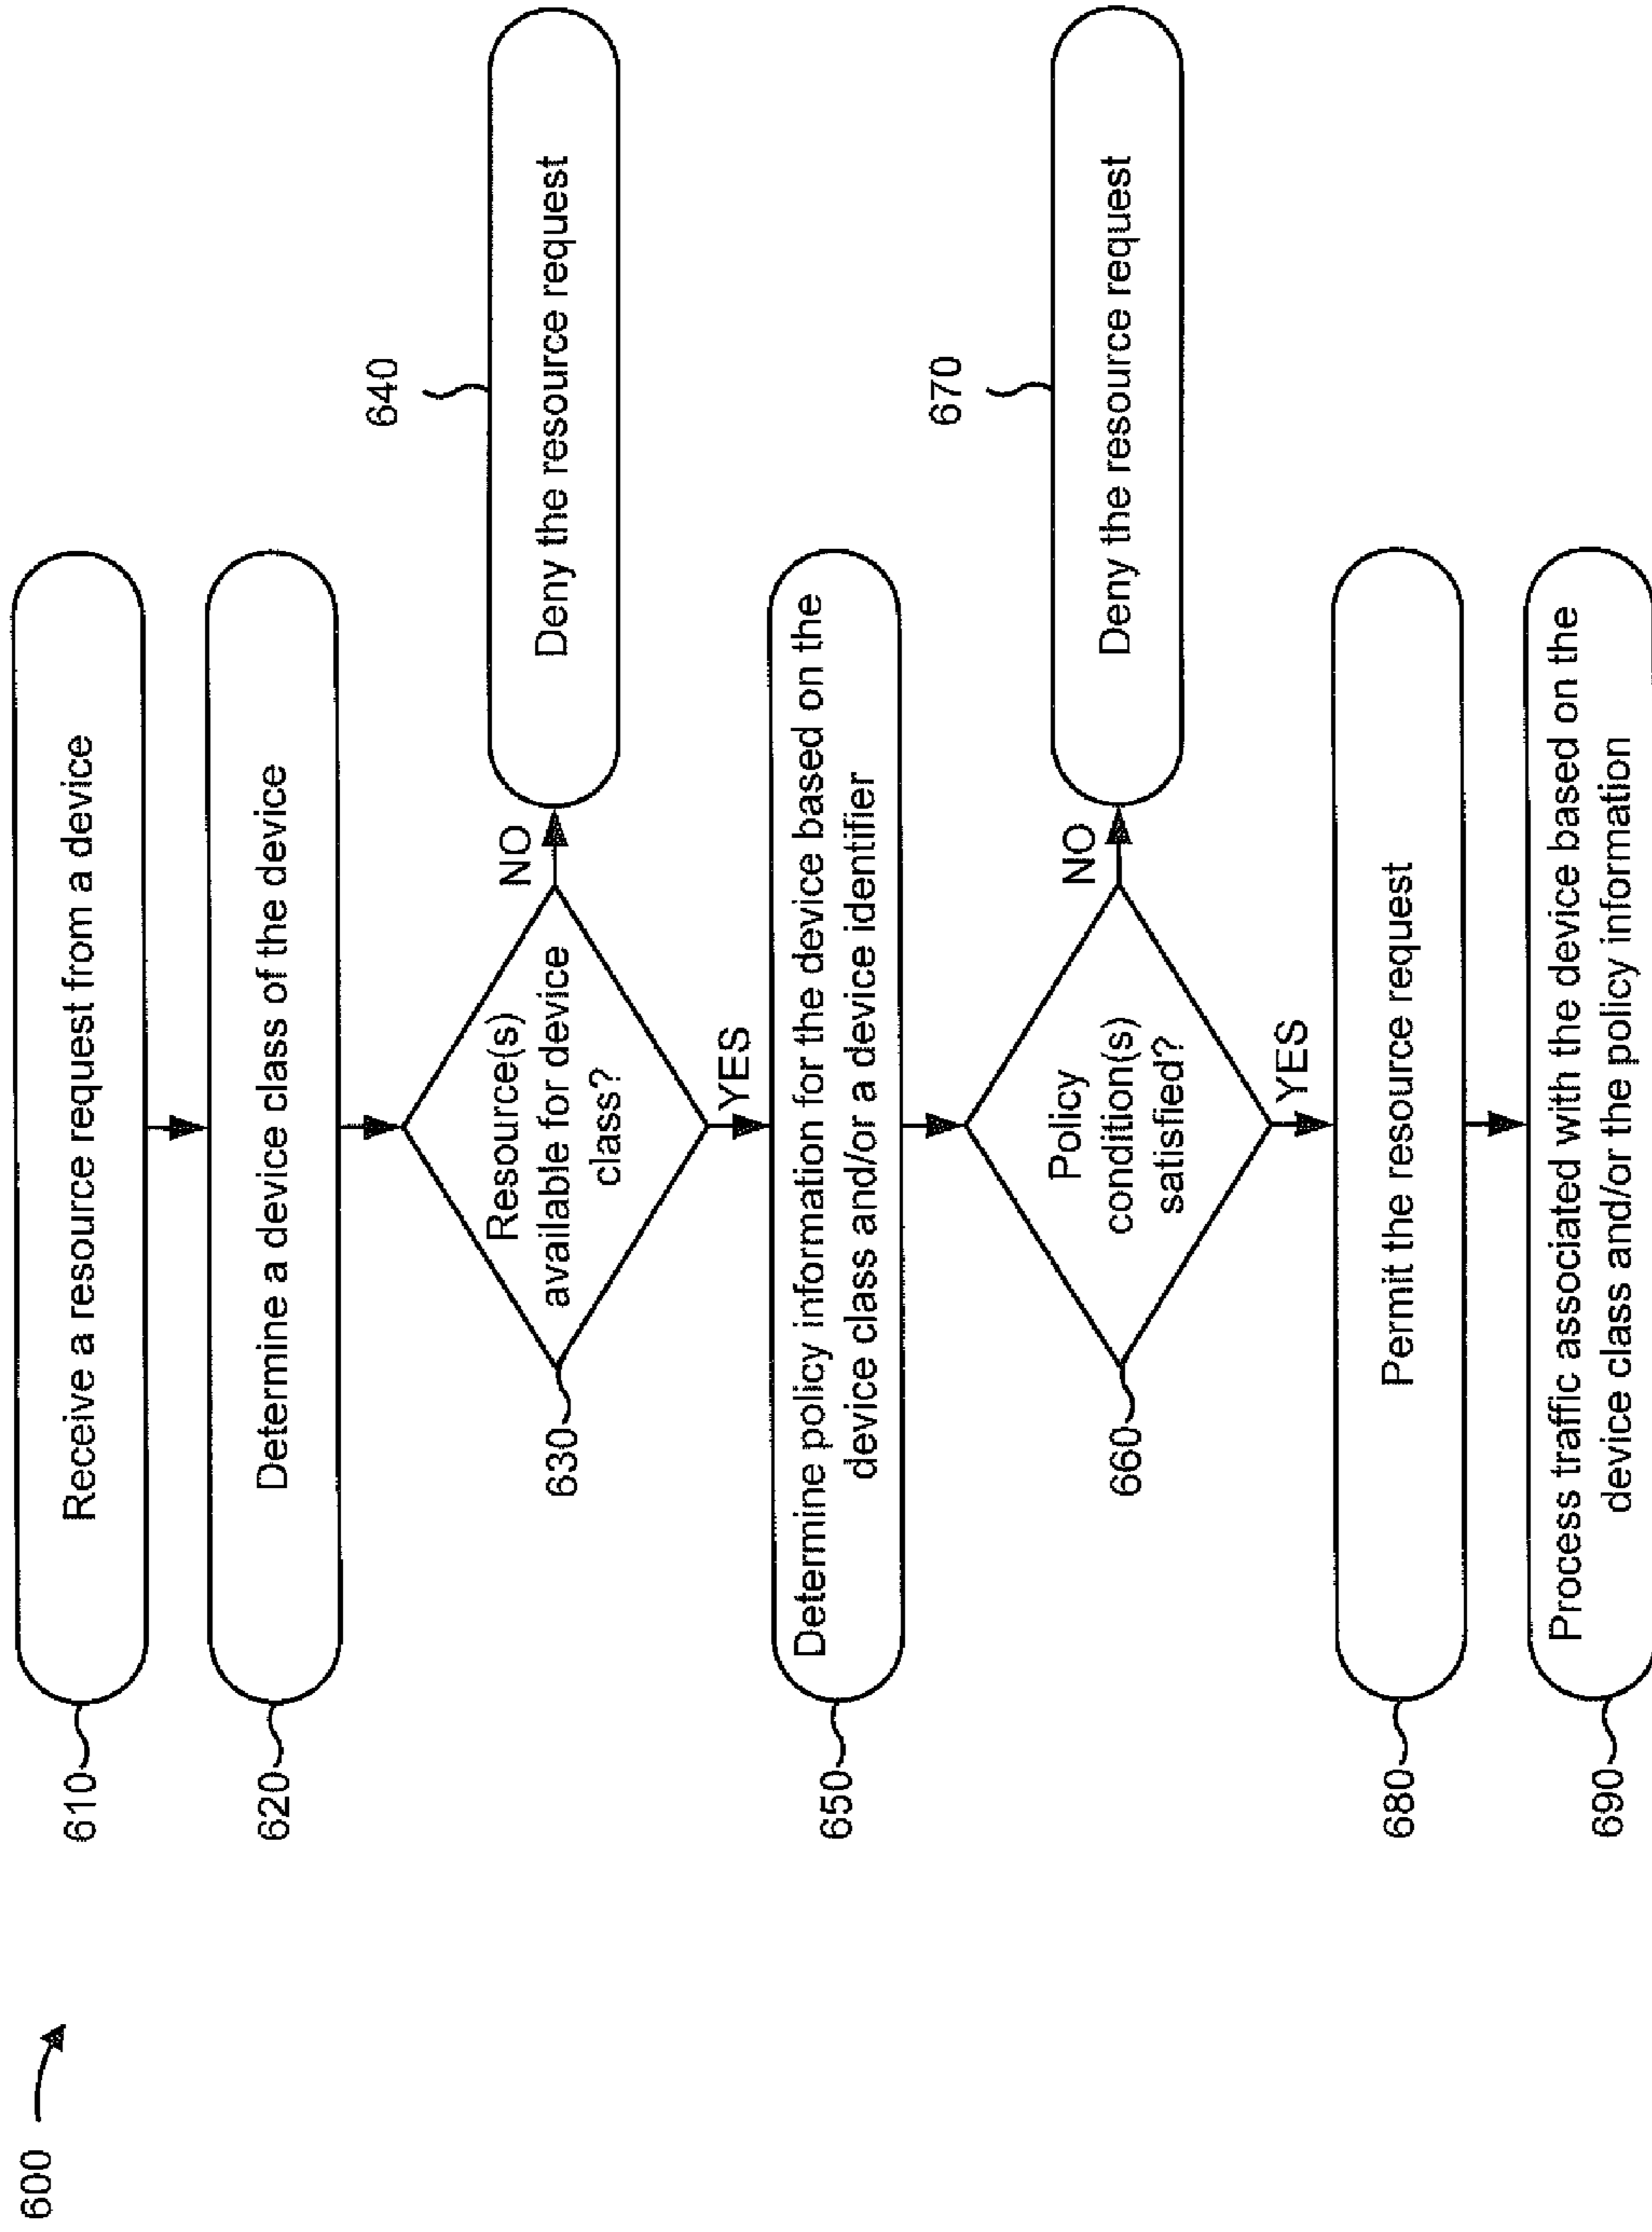 600
610
Receive a resource request from a device
620
Determine a device class of the device
630
Resource(s)
available for device
class?
NO
640
Deny the resource request
YES
650
Determine policy information for the device based on the
device class and/or a device identifier
660
Policy
condition(s)
satisfied?
NO
670
Deny the resource request
YES
680
Permit the resource request
690
Process traffic associated with the device based on the
device class and/or the policy information